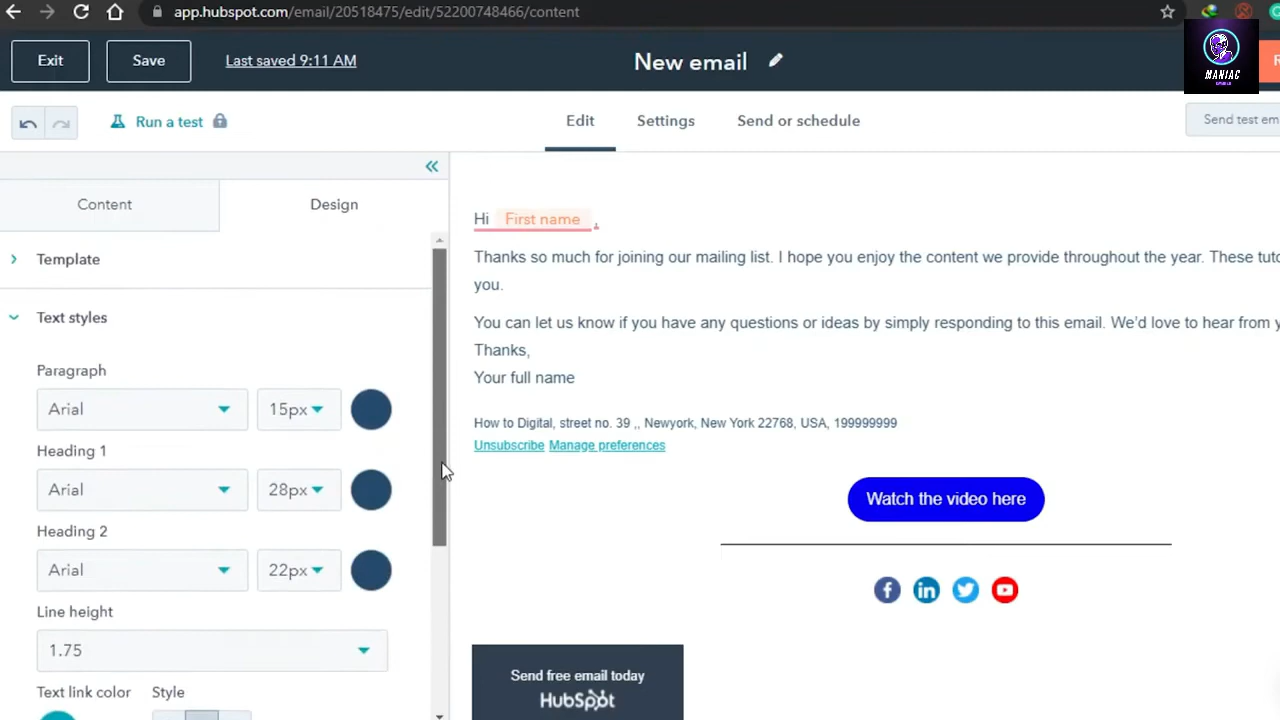 app.hubspot.com/email/20518475/edit/52200748466/content
Exit
Save
Last saved 9:11 AM
New email
MANIAC
R
Run a test
Edit
Settings
Send or schedule
Send test em
Content
Design
Template
Text styles
Paragraph
Arial
15px
Heading 1
Arial
28px
Heading 2
Arial
22px
Line height
1.75
Text link color
Style
Hi First name ,
Thanks so much for joining our mailing list. I hope you enjoy the content we provide throughout the year. These tuto
you.
You can let us know if you have any questions or ideas by simply responding to this email. We'd love to hear from y
Thanks,
Your full name
How to Digital, street no. 39 ,, Newyork, New York 22768, USA, 199999999
Unsubscribe Manage preferences
Watch the video here
Send free email today
HubSpot